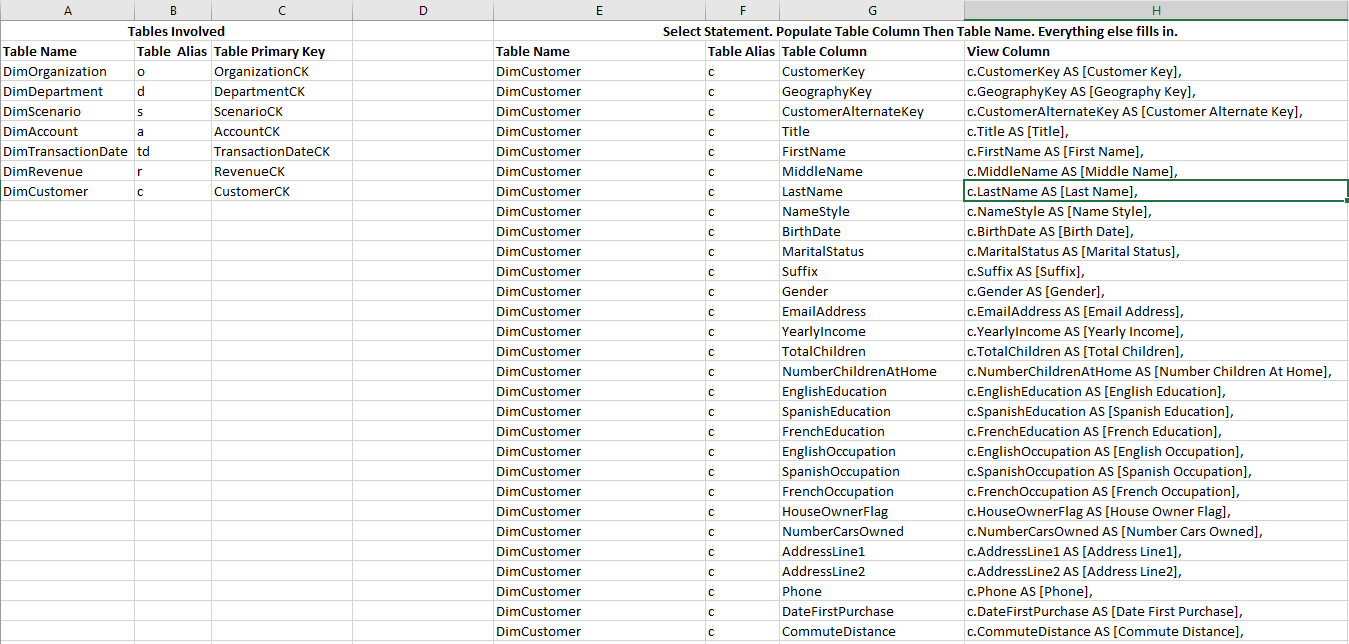 A B C D E F G H
Tables Involved Select Statement. Populate Table Column Then Table Name. Everything else fills in.
Table Name Table  Alias Table Primary Key Table Name Table Alias Table Column View Column
DimOrganization o OrganizationCK DimCustomer c CustomerKey c.CustomerKey AS [Customer Key],
DimDepartment d DepartmentCK DimCustomer c GeographyKey c.GeographyKey AS [Geography Key],
DimScenario s ScenarioCK DimCustomer c CustomerAlternateKey c.CustomerAlternateKey AS [Customer Alternate Key],
DimAccount a AccountCK DimCustomer c Title c.Title AS [Title],
DimTransactionDate td TransactionDateCK DimCustomer c FirstName c.FirstName AS [First Name],
DimRevenue r RevenueCK DimCustomer c MiddleName c.MiddleName AS [Middle Name],
DimCustomer c CustomerCK DimCustomer c LastName c.LastName AS [Last Name],
DimCustomer c NameStyle c.NameStyle AS [Name Style],
DimCustomer c BirthDate c.BirthDate AS [Birth Date],
DimCustomer c MaritalStatus c.MaritalStatus AS [Marital Status],
DimCustomer c Suffix c.Suffix AS [Suffix],
DimCustomer c Gender c.Gender AS [Gender],
DimCustomer c EmailAddress c.EmailAddress AS [Email Address],
DimCustomer c YearlyIncome c.YearlyIncome AS [Yearly Income],
DimCustomer c TotalChildren c.TotalChildren AS [Total Children],
DimCustomer c NumberChildrenAtHome c.NumberChildrenAtHome AS [Number Children At Home],
DimCustomer c EnglishEducation c.EnglishEducation AS [English Education],
DimCustomer c SpanishEducation c.SpanishEducation AS [Spanish Education],
DimCustomer c FrenchEducation c.FrenchEducation AS [French Education],
DimCustomer c EnglishOccupation c.EnglishOccupation AS [English Occupation],
DimCustomer c SpanishOccupation c.SpanishOccupation AS [Spanish Occupation],
DimCustomer c FrenchOccupation c.FrenchOccupation AS [French Occupation],
DimCustomer c HouseOwnerFlag c.HouseOwnerFlag AS [House Owner Flag],
DimCustomer c NumberCarsOwned c.NumberCarsOwned AS [Number Cars Owned],
DimCustomer c AddressLine1 c.AddressLine1 AS [Address Line1],
DimCustomer c AddressLine2 c.AddressLine2 AS [Address Line2],
DimCustomer c Phone c.Phone AS [Phone],
DimCustomer c DateFirstPurchase c.DateFirstPurchase AS [Date First Purchase],
DimCustomer c CommuteDistance c.CommuteDistance AS [Commute Distance],